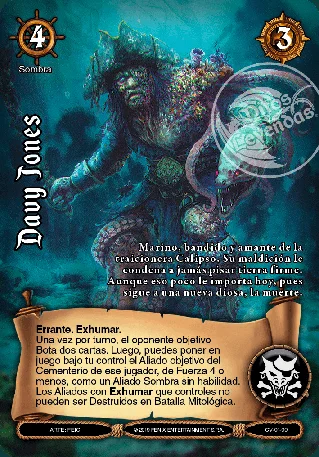 4
3
Sombra
Mitos
Leyendas
Davy Jones
Marino, bandido y amante de la
traicionera Calipso. Su maldición le
condena a jamás pisar tierra firme.
Aunque eso poco le importa hoy, pues
sigue a una nueva diosa, la muerte.
Errante. Exhumar.
Una vez por turno, el oponente objetivo
Bota dos cartas. Luego, puedes poner en
juego bajo tu control el Aliado objetivo del
Cementerio de ese jugador, de Fuerza 4 o
menos, como un Aliado Sombra sin habilidad.
Los Aliados con Exhumar que controles no
pueden ser Destruidos en Batalla Mitológica.